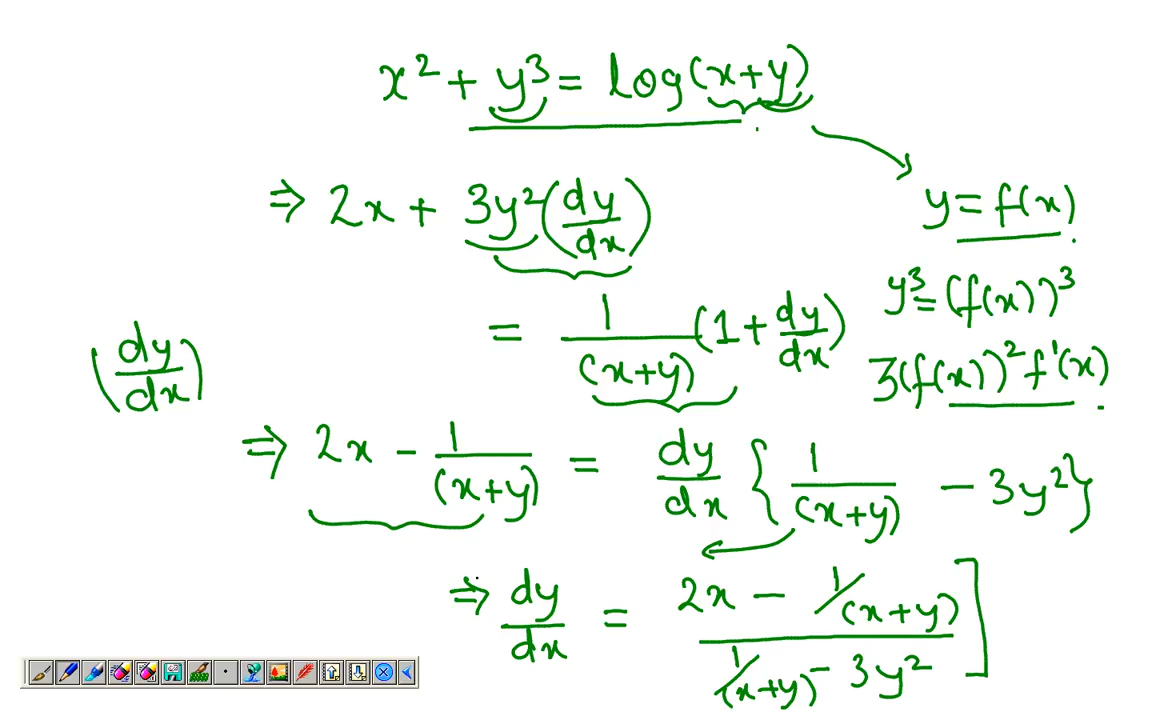 x² + y³ = log(x+y)
⇒ 2x + 3y² (dy/dx)
y = f(x)
y³ = (f(x))³
= 1/(x+y) (1 + dy/dx)
3(f(x))² f'(x)
(dy/dx)
⇒ 2x − 1/(x+y) = dy/dx { 1/(x+y) − 3y² }
⇒ dy/dx = (2x − 1/(x+y)) / (1/(x+y) − 3y²) ]